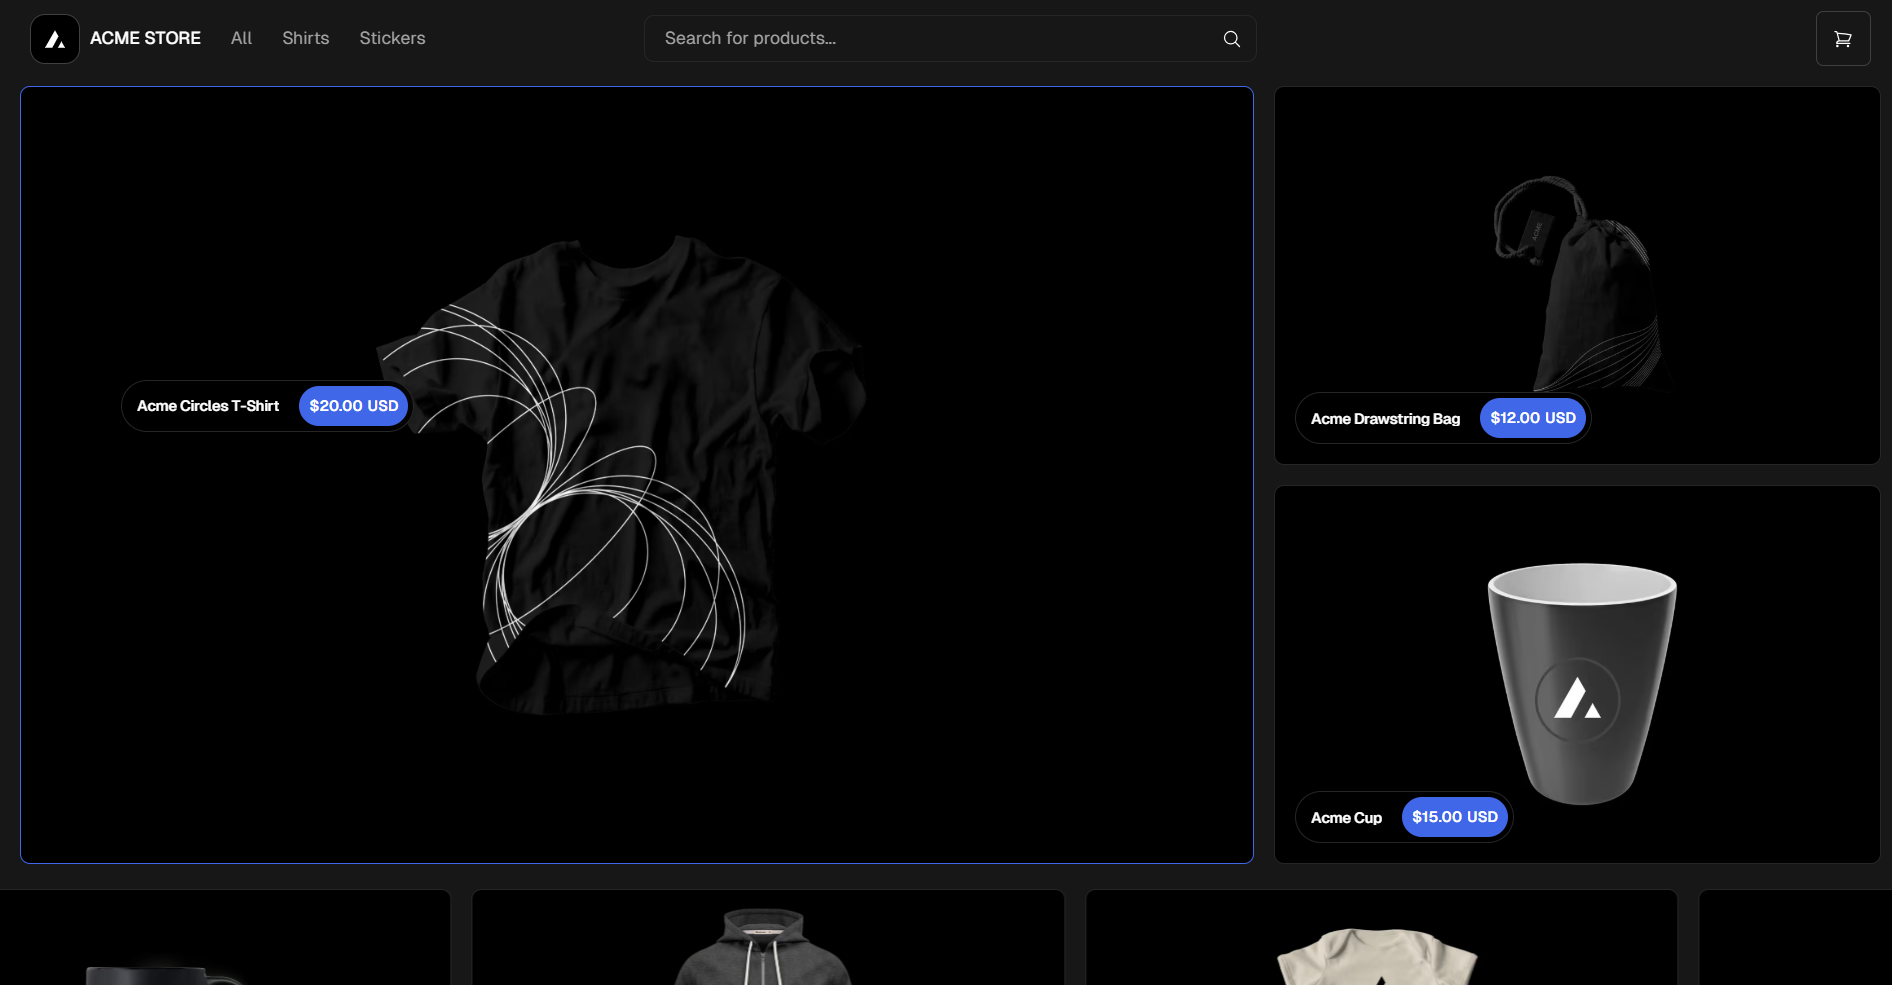 ACME STORE
All
Shirts
Stickers
Search for products...
Acme Circles T-Shirt
$20.00 USD
ACME
Acme Drawstring Bag
$12.00 USD
Acme Cup
$15.00 USD